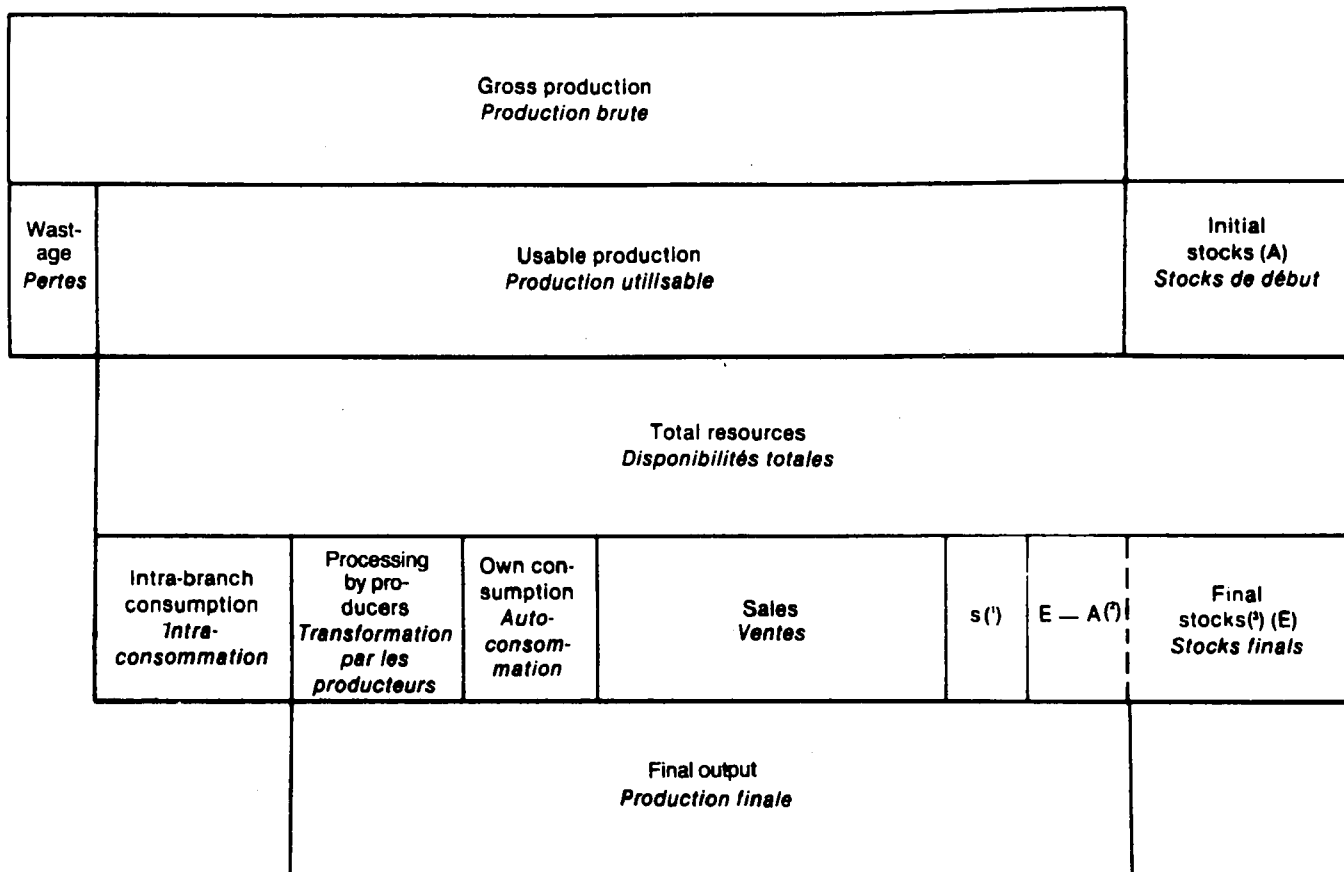 Gross production
Production brute
Wast-
age
Pertes
Usable production
Production utilisable
Initial
stocks (A)
Stocks de début
Total resources
Disponibilités totales
Intra-branch
consumption
Intra-
consommation
Processing
by pro-
ducers
Transformation
par les
producteurs
Own con-
sumption
Auto-
consom-
mation
Sales
Ventes
s(¹)
E — A(²)
Final
stocks(³) (E)
Stocks finals
Final output
Production finale